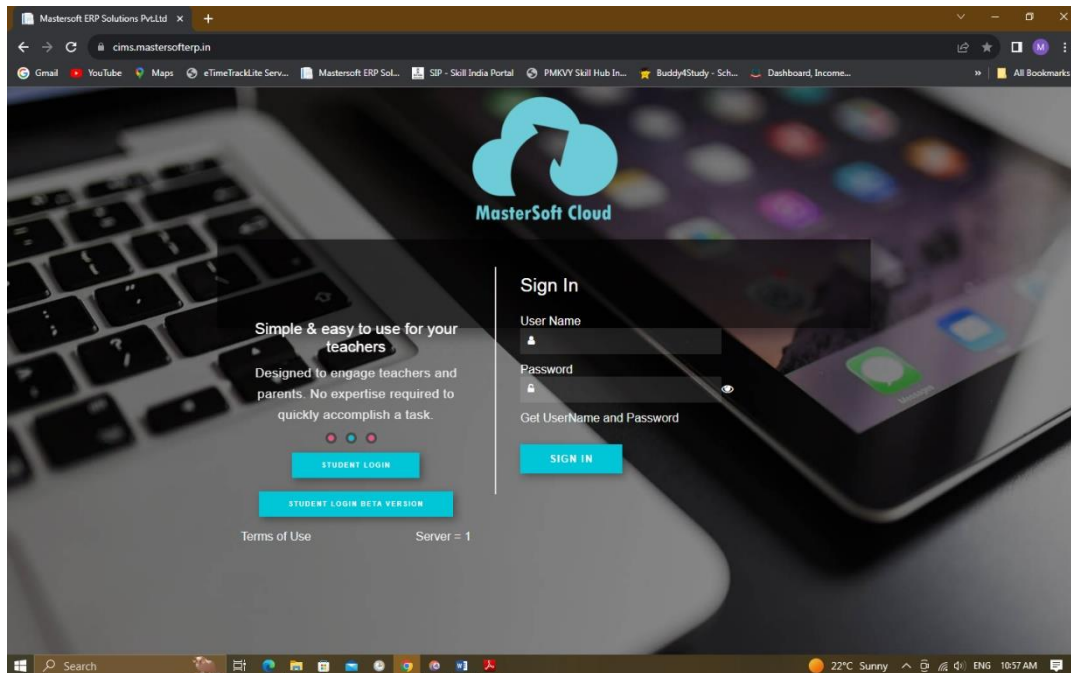 Mastersoft ERP Solutions Pvt.Ltd
cims.mastersofterp.in
M
Gmail YouTube Maps eTimeTrackLite Serv... Mastersoft ERP Sol... SIP - Skill India Portal PMKVY Skill Hub In... Buddy4Study - Sch... Dashboard, Income... » All Bookmarks
MasterSoft Cloud
Simple & easy to use for your
teachers
Designed to engage teachers and
parents. No expertise required to
quickly accomplish a task.
STUDENT LOGIN
STUDENT LOGIN BETA VERSION
Terms of Use Server = 1
Sign In
User Name
Password
Get UserName and Password
SIGN IN
Messages
Search 22°C Sunny ENG 10:57 AM